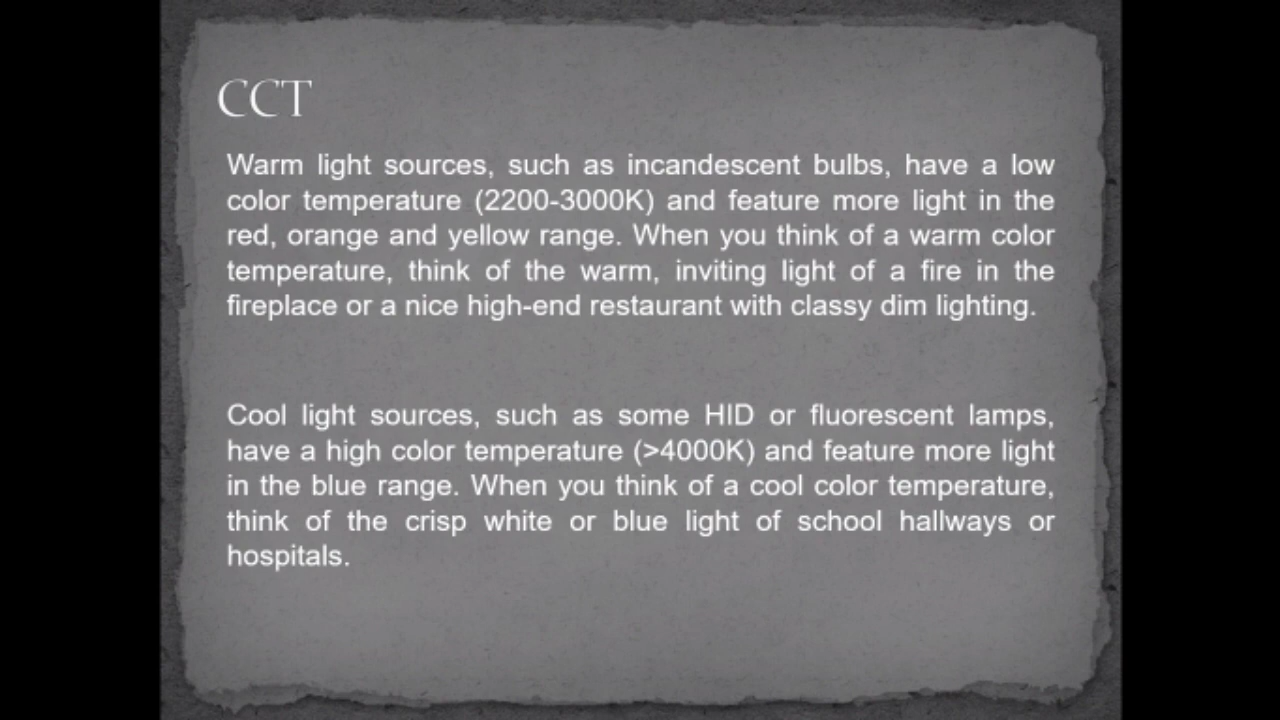 CCT
Warm light sources, such as incandescent bulbs, have a low
color temperature (2200-3000K) and feature more light in the
red, orange and yellow range. When you think of a warm color
temperature, think of the warm, inviting light of a fire in the
fireplace or a nice high-end restaurant with classy dim lighting.
Cool light sources, such as some HID or fluorescent lamps,
have a high color temperature (>4000K) and feature more light
in the blue range. When you think of a cool color temperature,
think of the crisp white or blue light of school hallways or
hospitals.